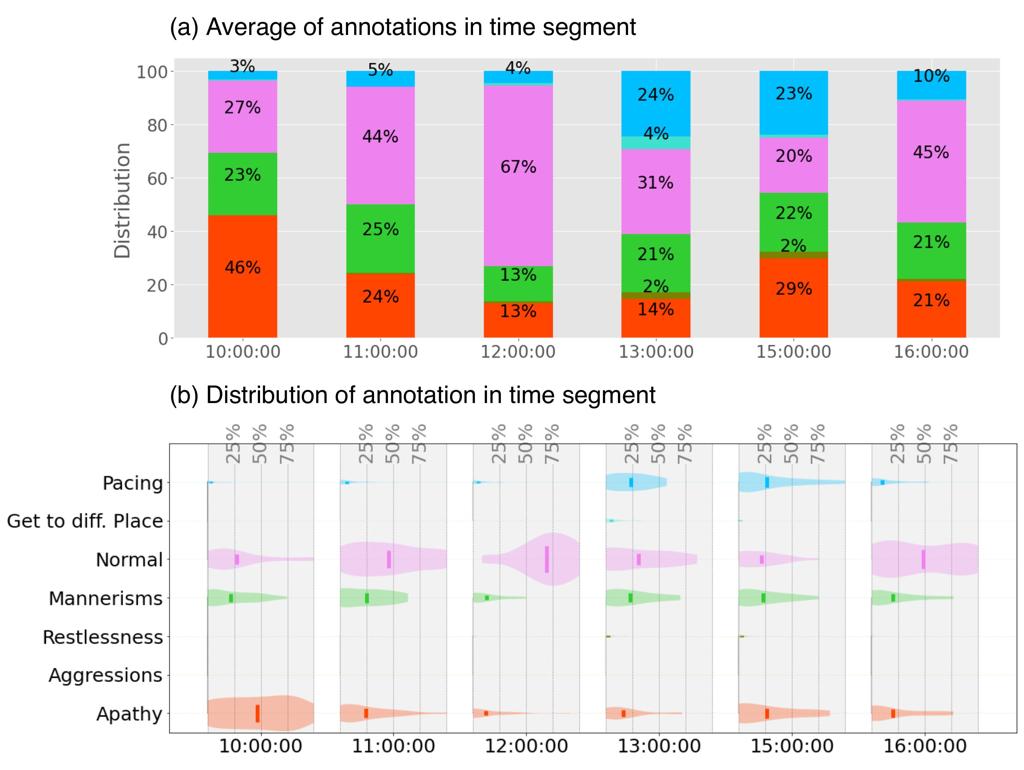 (a) Average of annotations in time segment
Distribution
100
80
60
40
20
0
3% 5% 4% 24% 23% 10%
27% 44% 67% 4% 20% 45%
23% 25% 13% 31% 22% 21%
46% 24% 13% 21% 2% 21%
2% 29%
14%
10:00:00 11:00:00 12:00:00 13:00:00 15:00:00 16:00:00
(b) Distribution of annotation in time segment
25% 50% 75% 25% 50% 75% 25% 50% 75% 25% 50% 75% 25% 50% 75% 25% 50% 75%
Pacing
Get to diff. Place
Normal
Mannerisms
Restlessness
Aggressions
Apathy
10:00:00 11:00:00 12:00:00 13:00:00 15:00:00 16:00:00